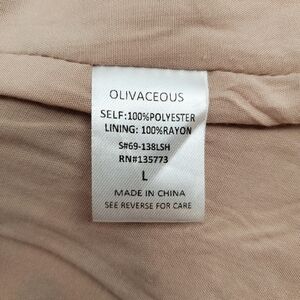 OLIVACEOUS
SELF:100%POLYESTER
LINING: 100%RAYON
S#69-138LSH
RN#135773
L
MADE IN CHINA
SEE REVERSE FOR CARE